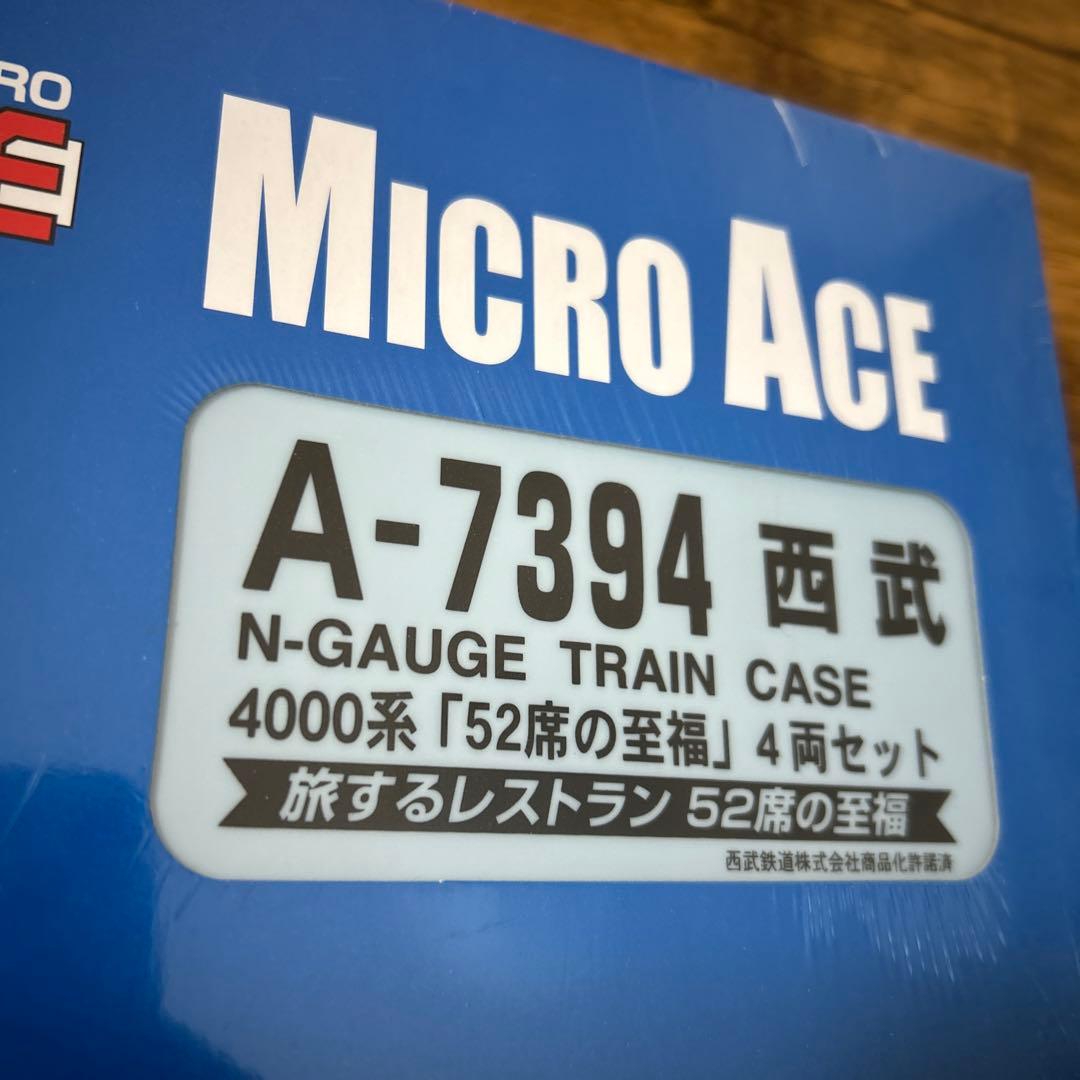 RO
MICRO ACE
A-7394 西武
N-GAUGE TRAIN CASE
4000系「52席の至福」4両セット
旅するレストラン 52席の至福
西武鉄道株式会社商品化許諾済